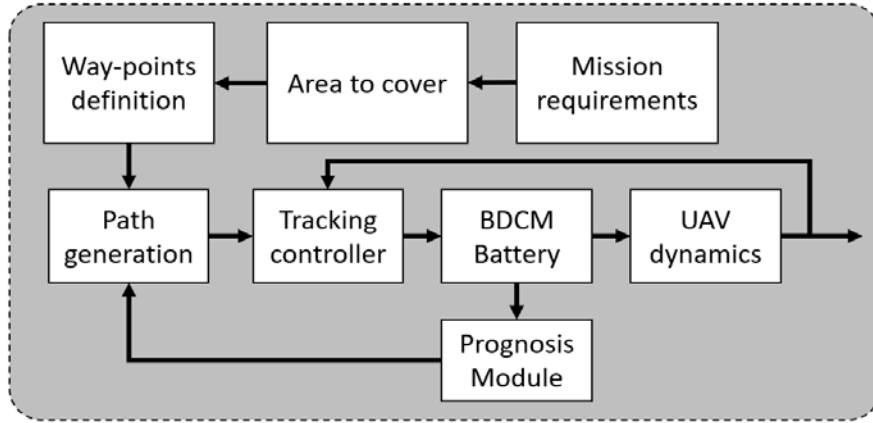 Way-points
definition
Area to cover
Mission
requirements
Path
generation
Tracking
controller
BDCM
Battery
UAV
dynamics
Prognosis
Module